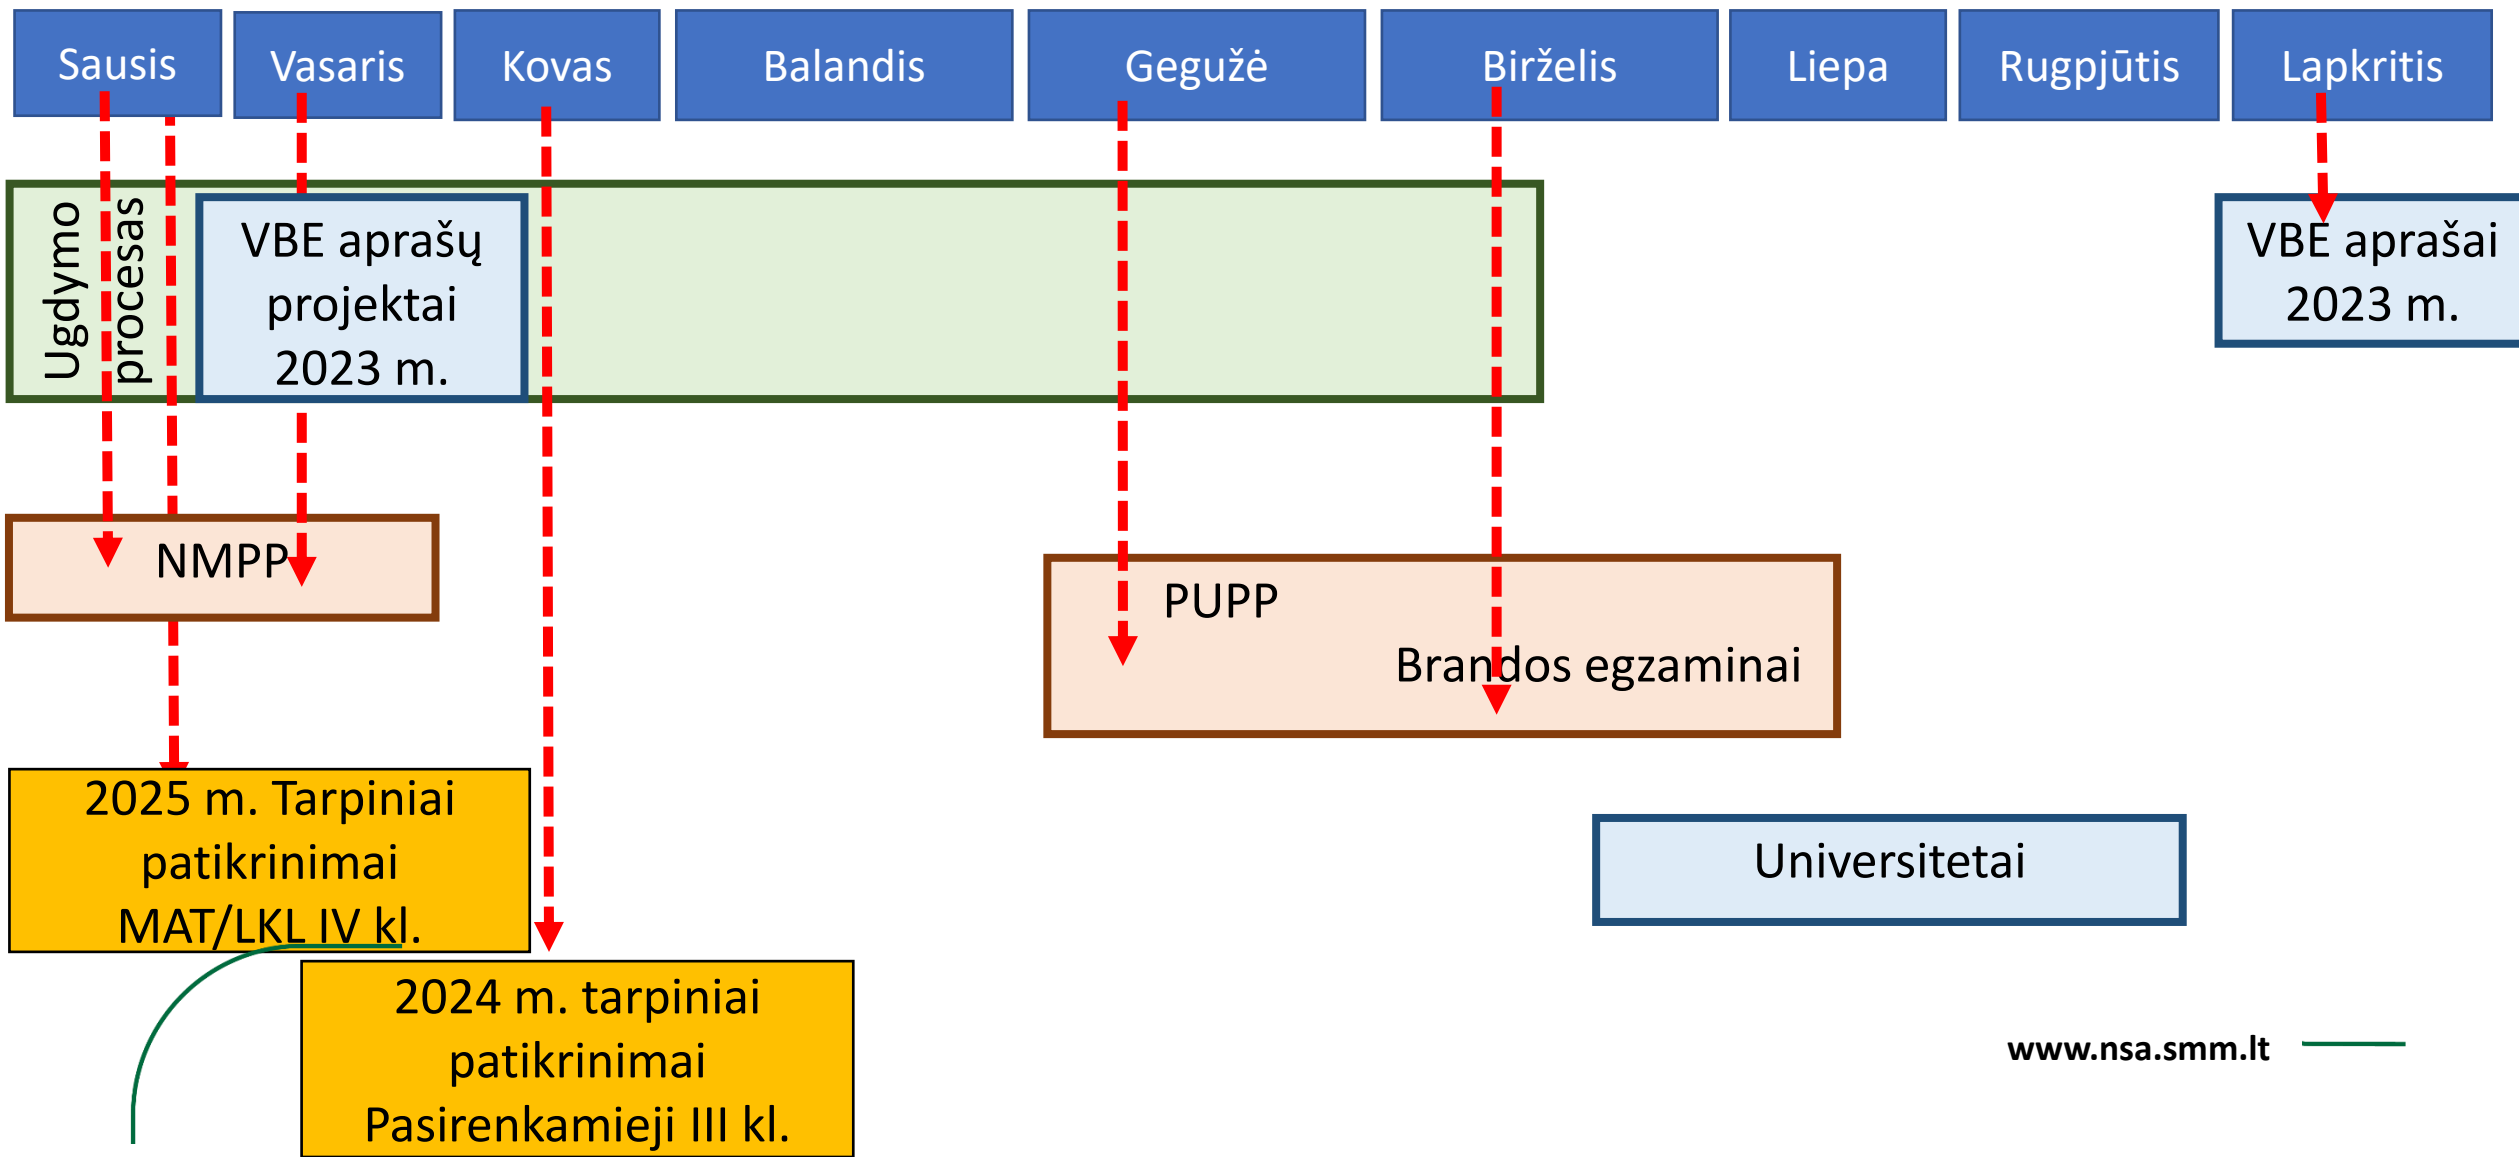 Sausis
Vasaris
Kovas
Balandis
Gegužė
Birželis
Liepa
Rugpjūtis
Lapkritis
Ugdymo
procesas
VBE aprašų
projektai
2023 m.
VBE aprašai
2023 m.
NMPP
PUPP
Brandos egzaminai
2025 m. Tarpiniai
patikrinimai
MAT/LKL IV kl.
Universitetai
2024 m. tarpiniai
patikrinimai
Pasirenkamieji III kl.
www.nsa.smm.lt